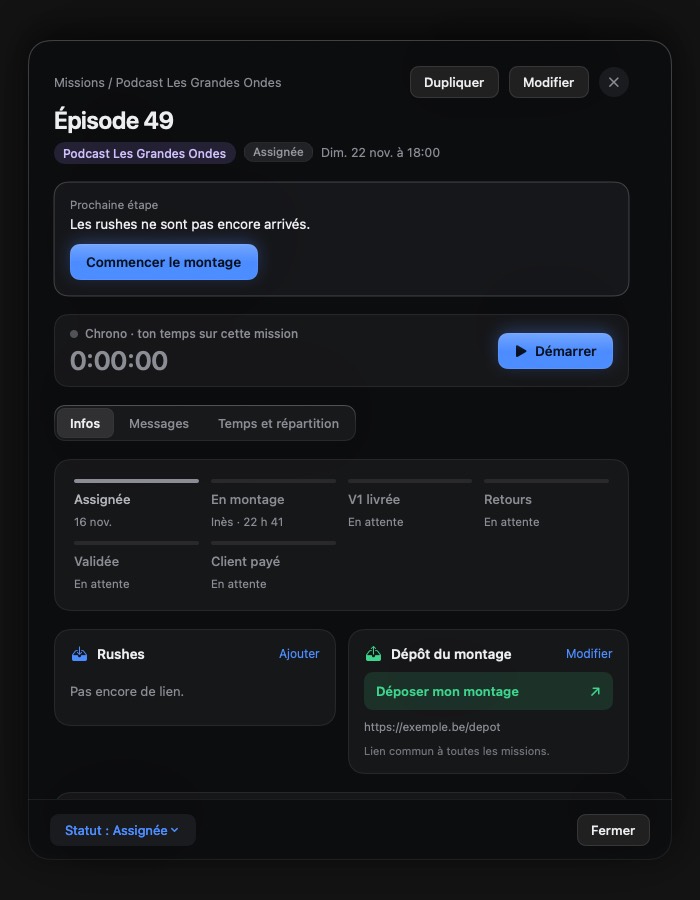 Missions / Podcast Les Grandes Ondes
Dupliquer
Modifier
Épisode 49
Podcast Les Grandes Ondes
Assignée
Dim. 22 nov. à 18:00
Prochaine étape
Les rushes ne sont pas encore arrivés.
Commencer le montage
Chrono · ton temps sur cette mission
0:00:00
Démarrer
Infos
Messages
Temps et répartition
Assignée
16 nov.
En montage
Inès · 22 h 41
V1 livrée
En attente
Retours
En attente
Validée
En attente
Client payé
En attente
Rushes
Ajouter
Pas encore de lien.
Dépôt du montage
Modifier
Déposer mon montage
https://exemple.be/depot
Lien commun à toutes les missions.
Statut : Assignée
Fermer